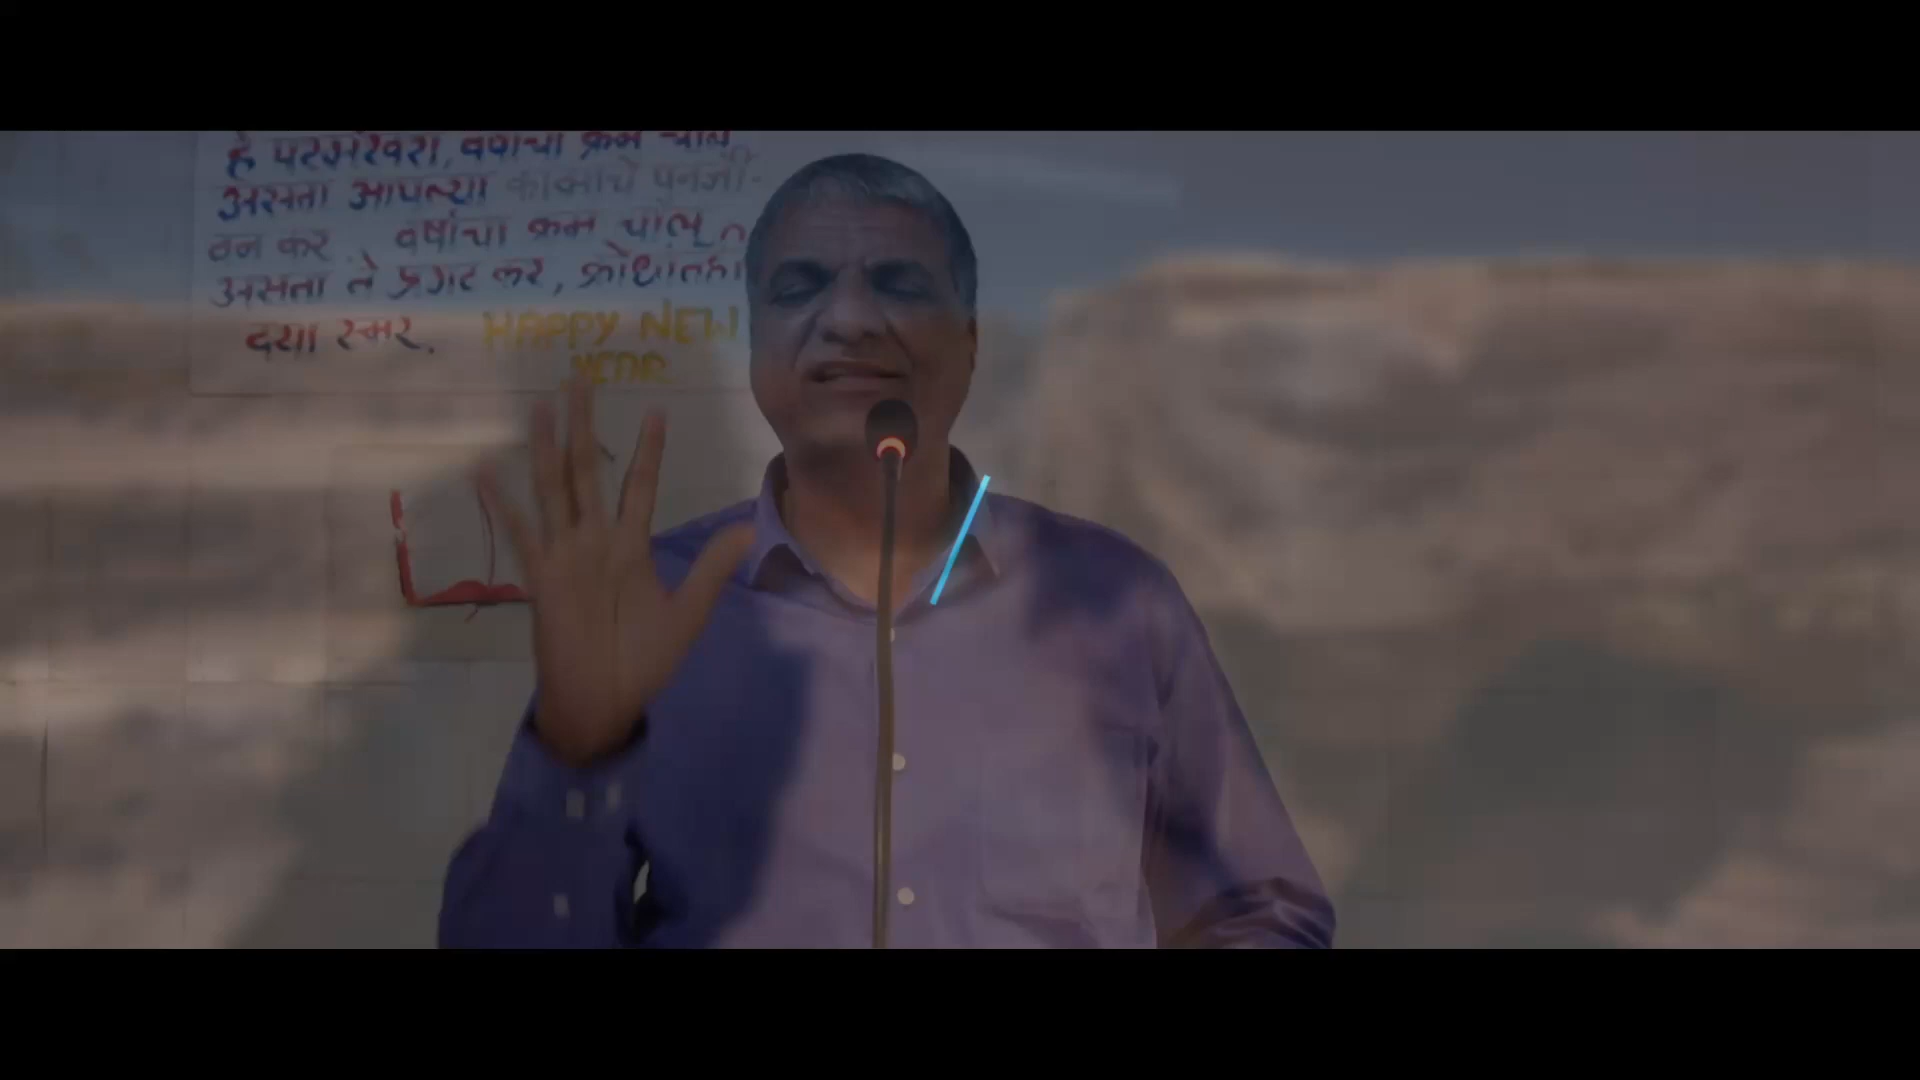 हे परमेश्वरा, वर्षाचा क्रम चालू
असता आपल्या कामाचे पुनर्जी-
वन कर . वर्षांचा क्रम चालू
असता ते प्रगट कर, क्रोधातही
दया स्मर.
HAPPY NEW
YEAR